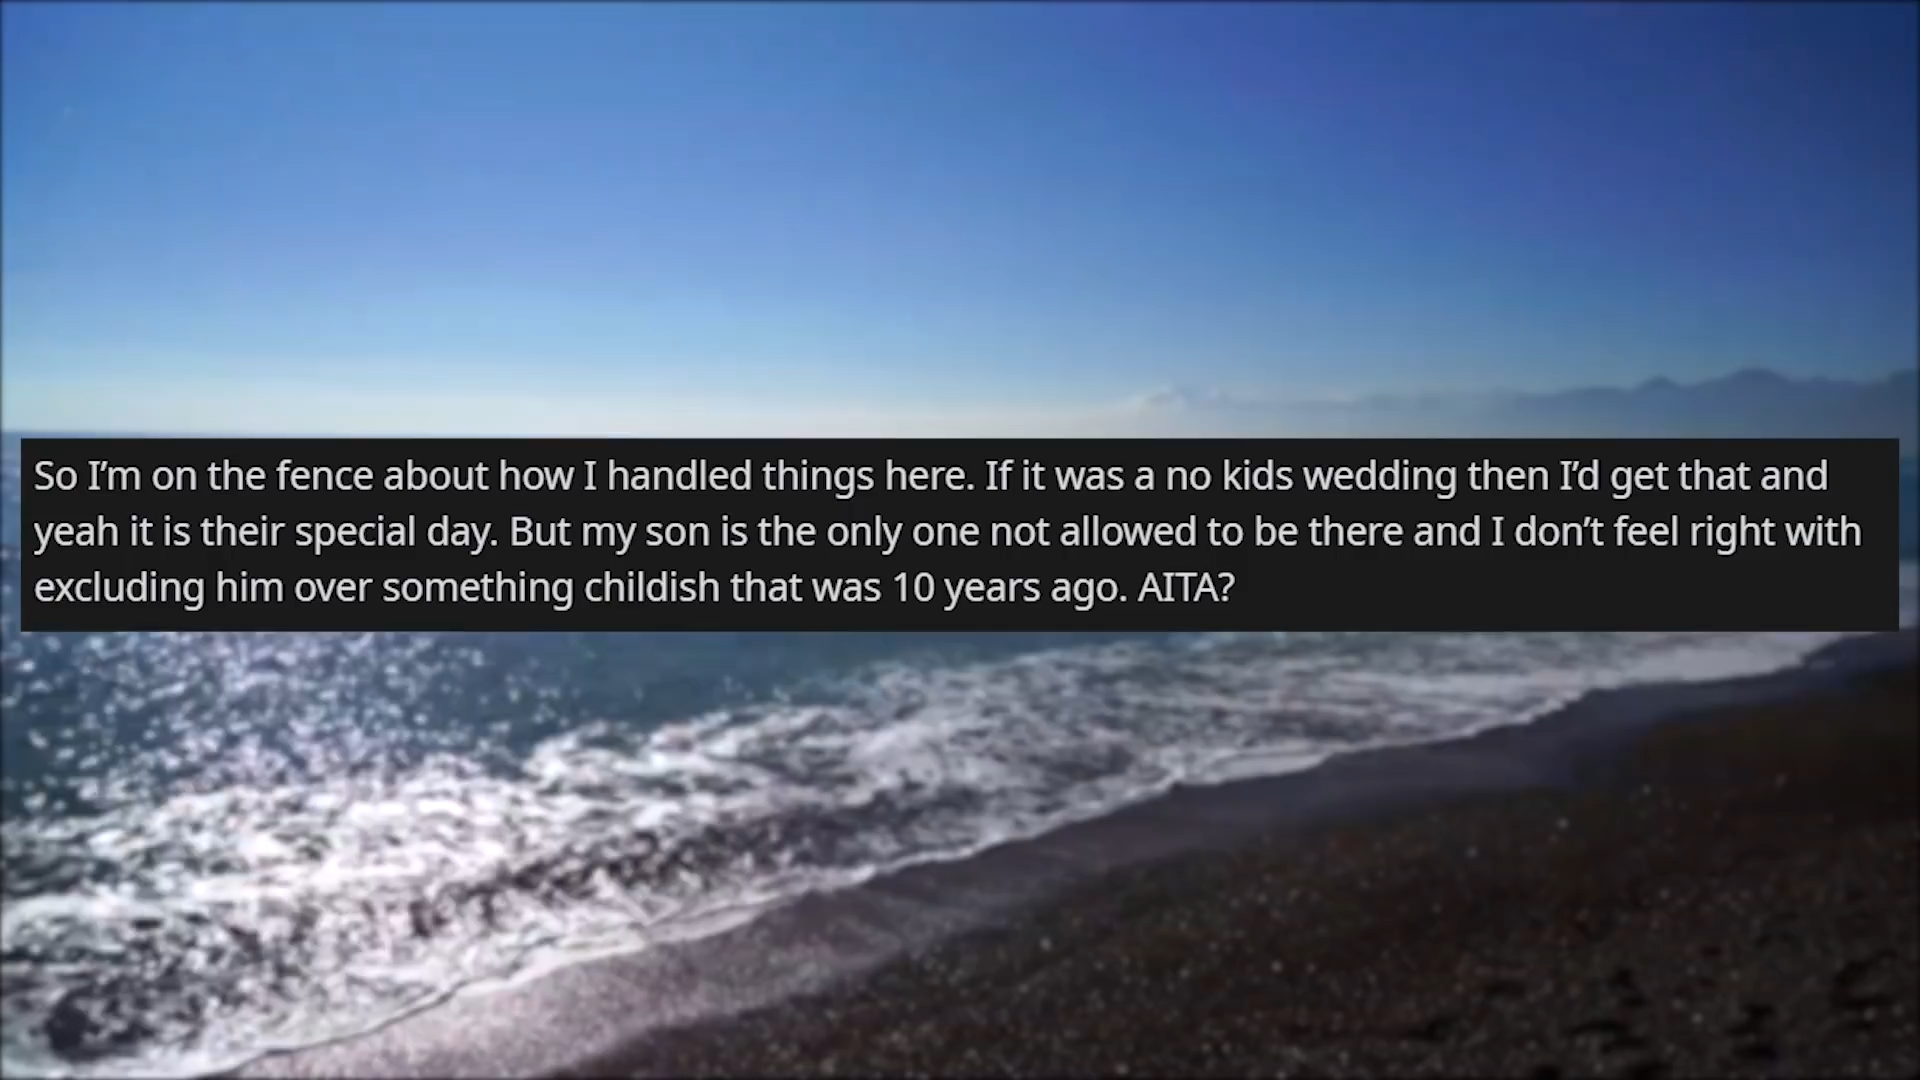 So I’m on the fence about how I handled things here. If it was a no kids wedding then I’d get that and
yeah it is their special day. But my son is the only one not allowed to be there and I don’t feel right with
excluding him over something childish that was 10 years ago. AITA?